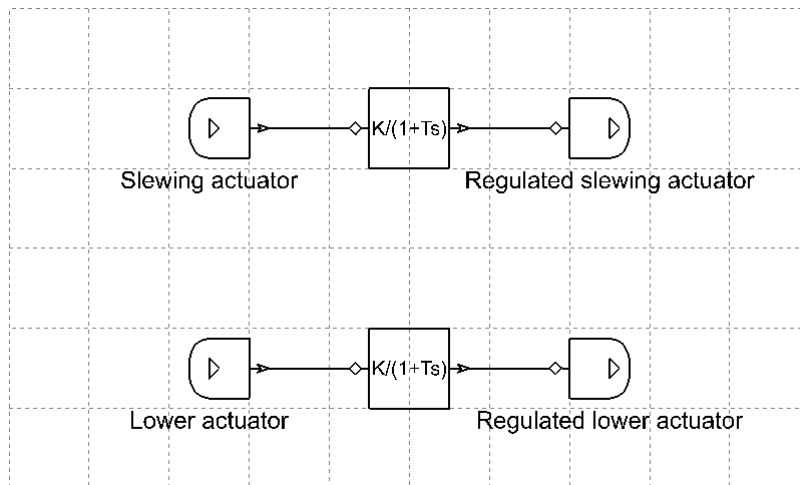 K/(1+Ts)
Slewing actuator
Regulated slewing actuator
K/(1+Ts)
Lower actuator
Regulated lower actuator